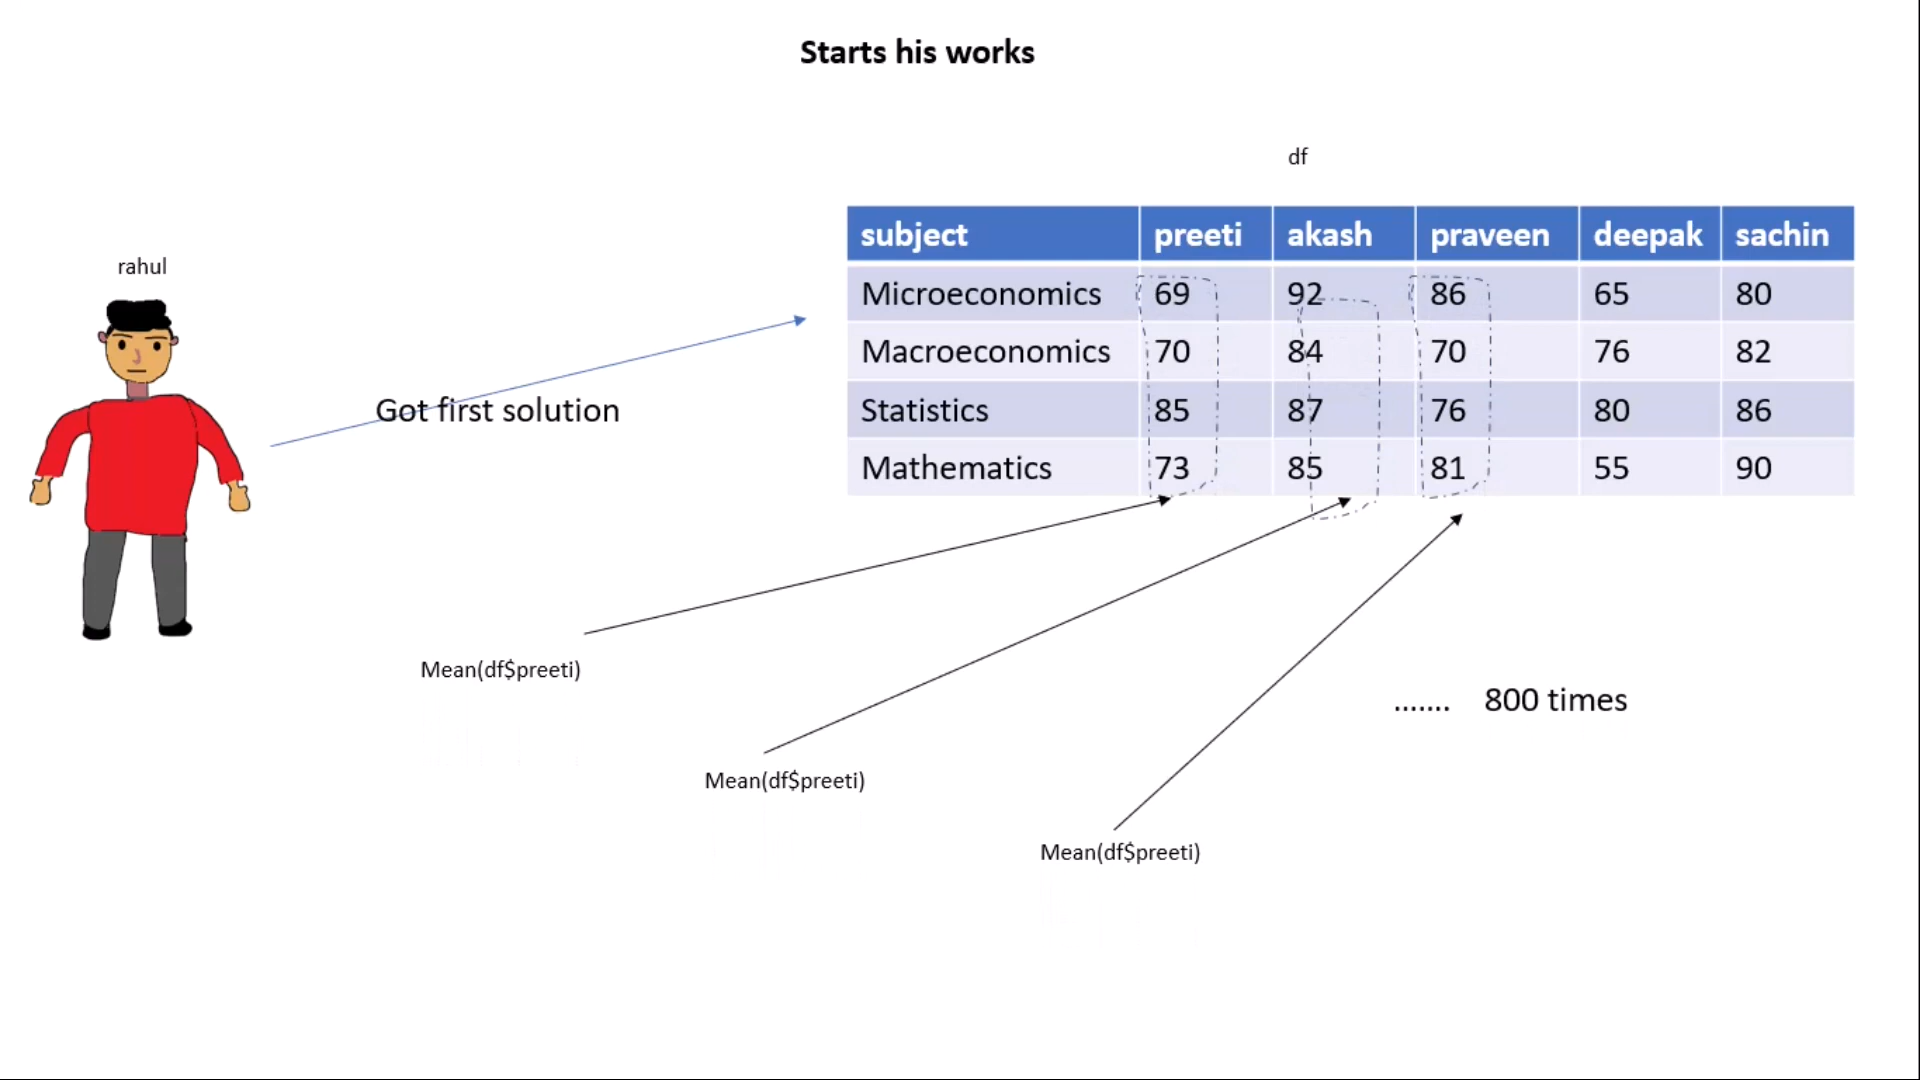 Starts his works
df
rahul
Got first solution
subject preeti akash praveen deepak sachin
Microeconomics 69 92 86 65 80
Macroeconomics 70 84 70 76 82
Statistics 85 87 76 80 86
Mathematics 73 85 81 55 90
Mean(df$preeti)
....... 800 times
Mean(df$preeti)
Mean(df$preeti)